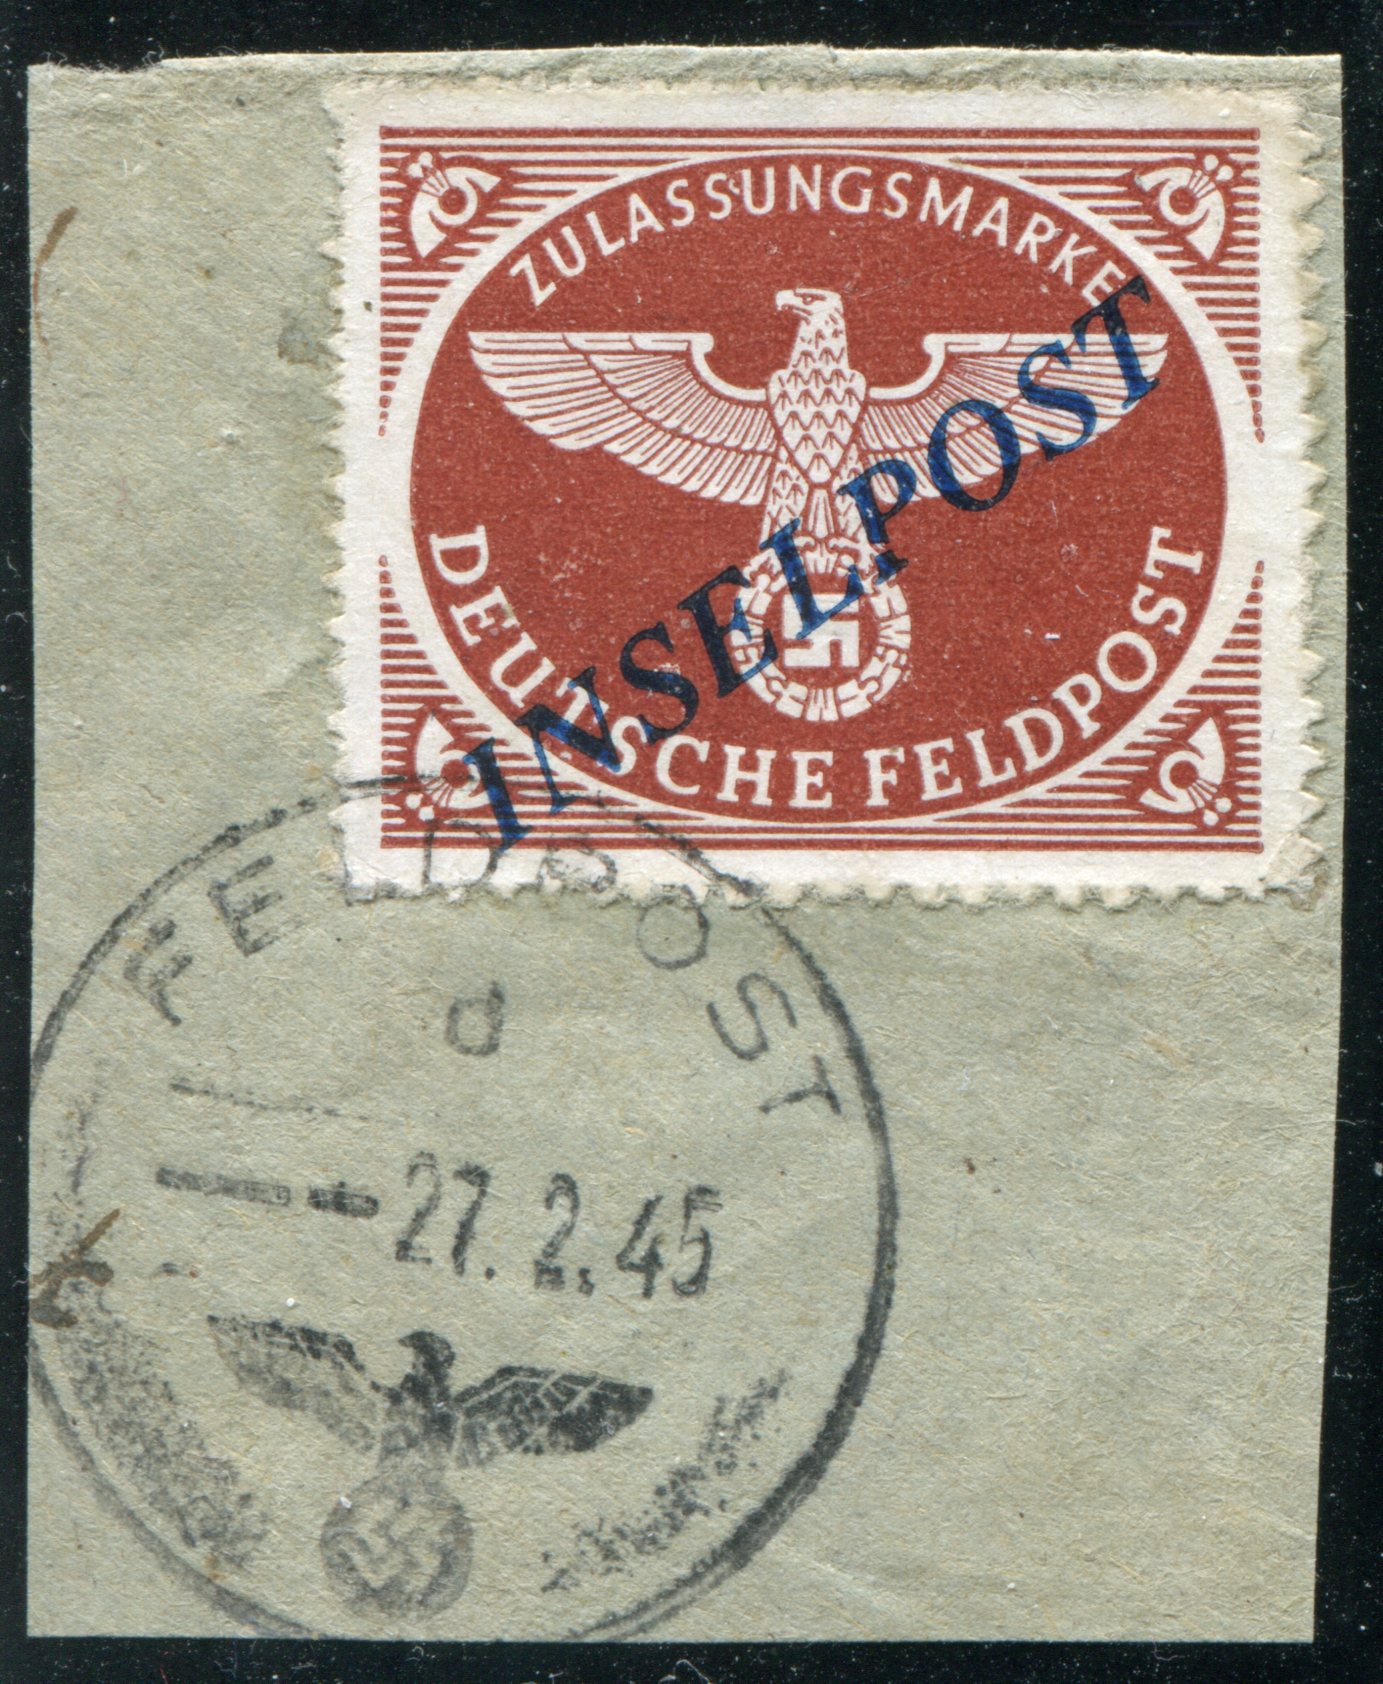 ZULASSUNGSMARKE
DEUTSCHE FELDPOST
INSELPOST
FELDPOST
d
27.2.45